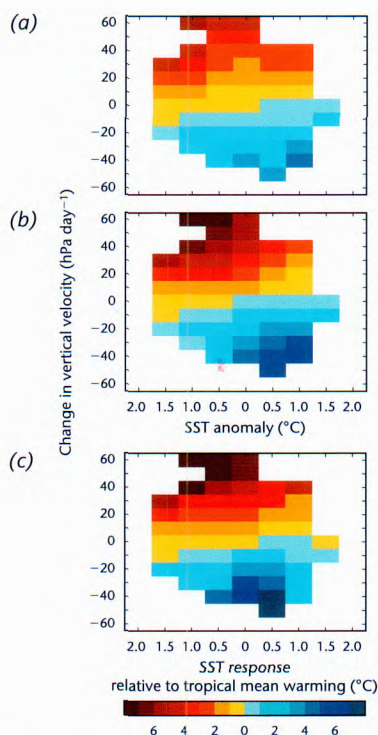 (a)
60
40
20
0
−20
−40
−60
(b)
60
40
20
0
−20
−40
−60
Change in vertical velocity (hPa day⁻¹)
2.0 1.5 1.0 0.5 0 0.5 1.0 1.5 2.0
SST anomaly (°C)
(c)
60
40
20
0
−20
−40
−60
2.0 1.5 1.0 0.5 0 0.5 1.0 1.5 2.0
SST response
relative to tropical mean warming (°C)
6 4 2 0 2 4 6